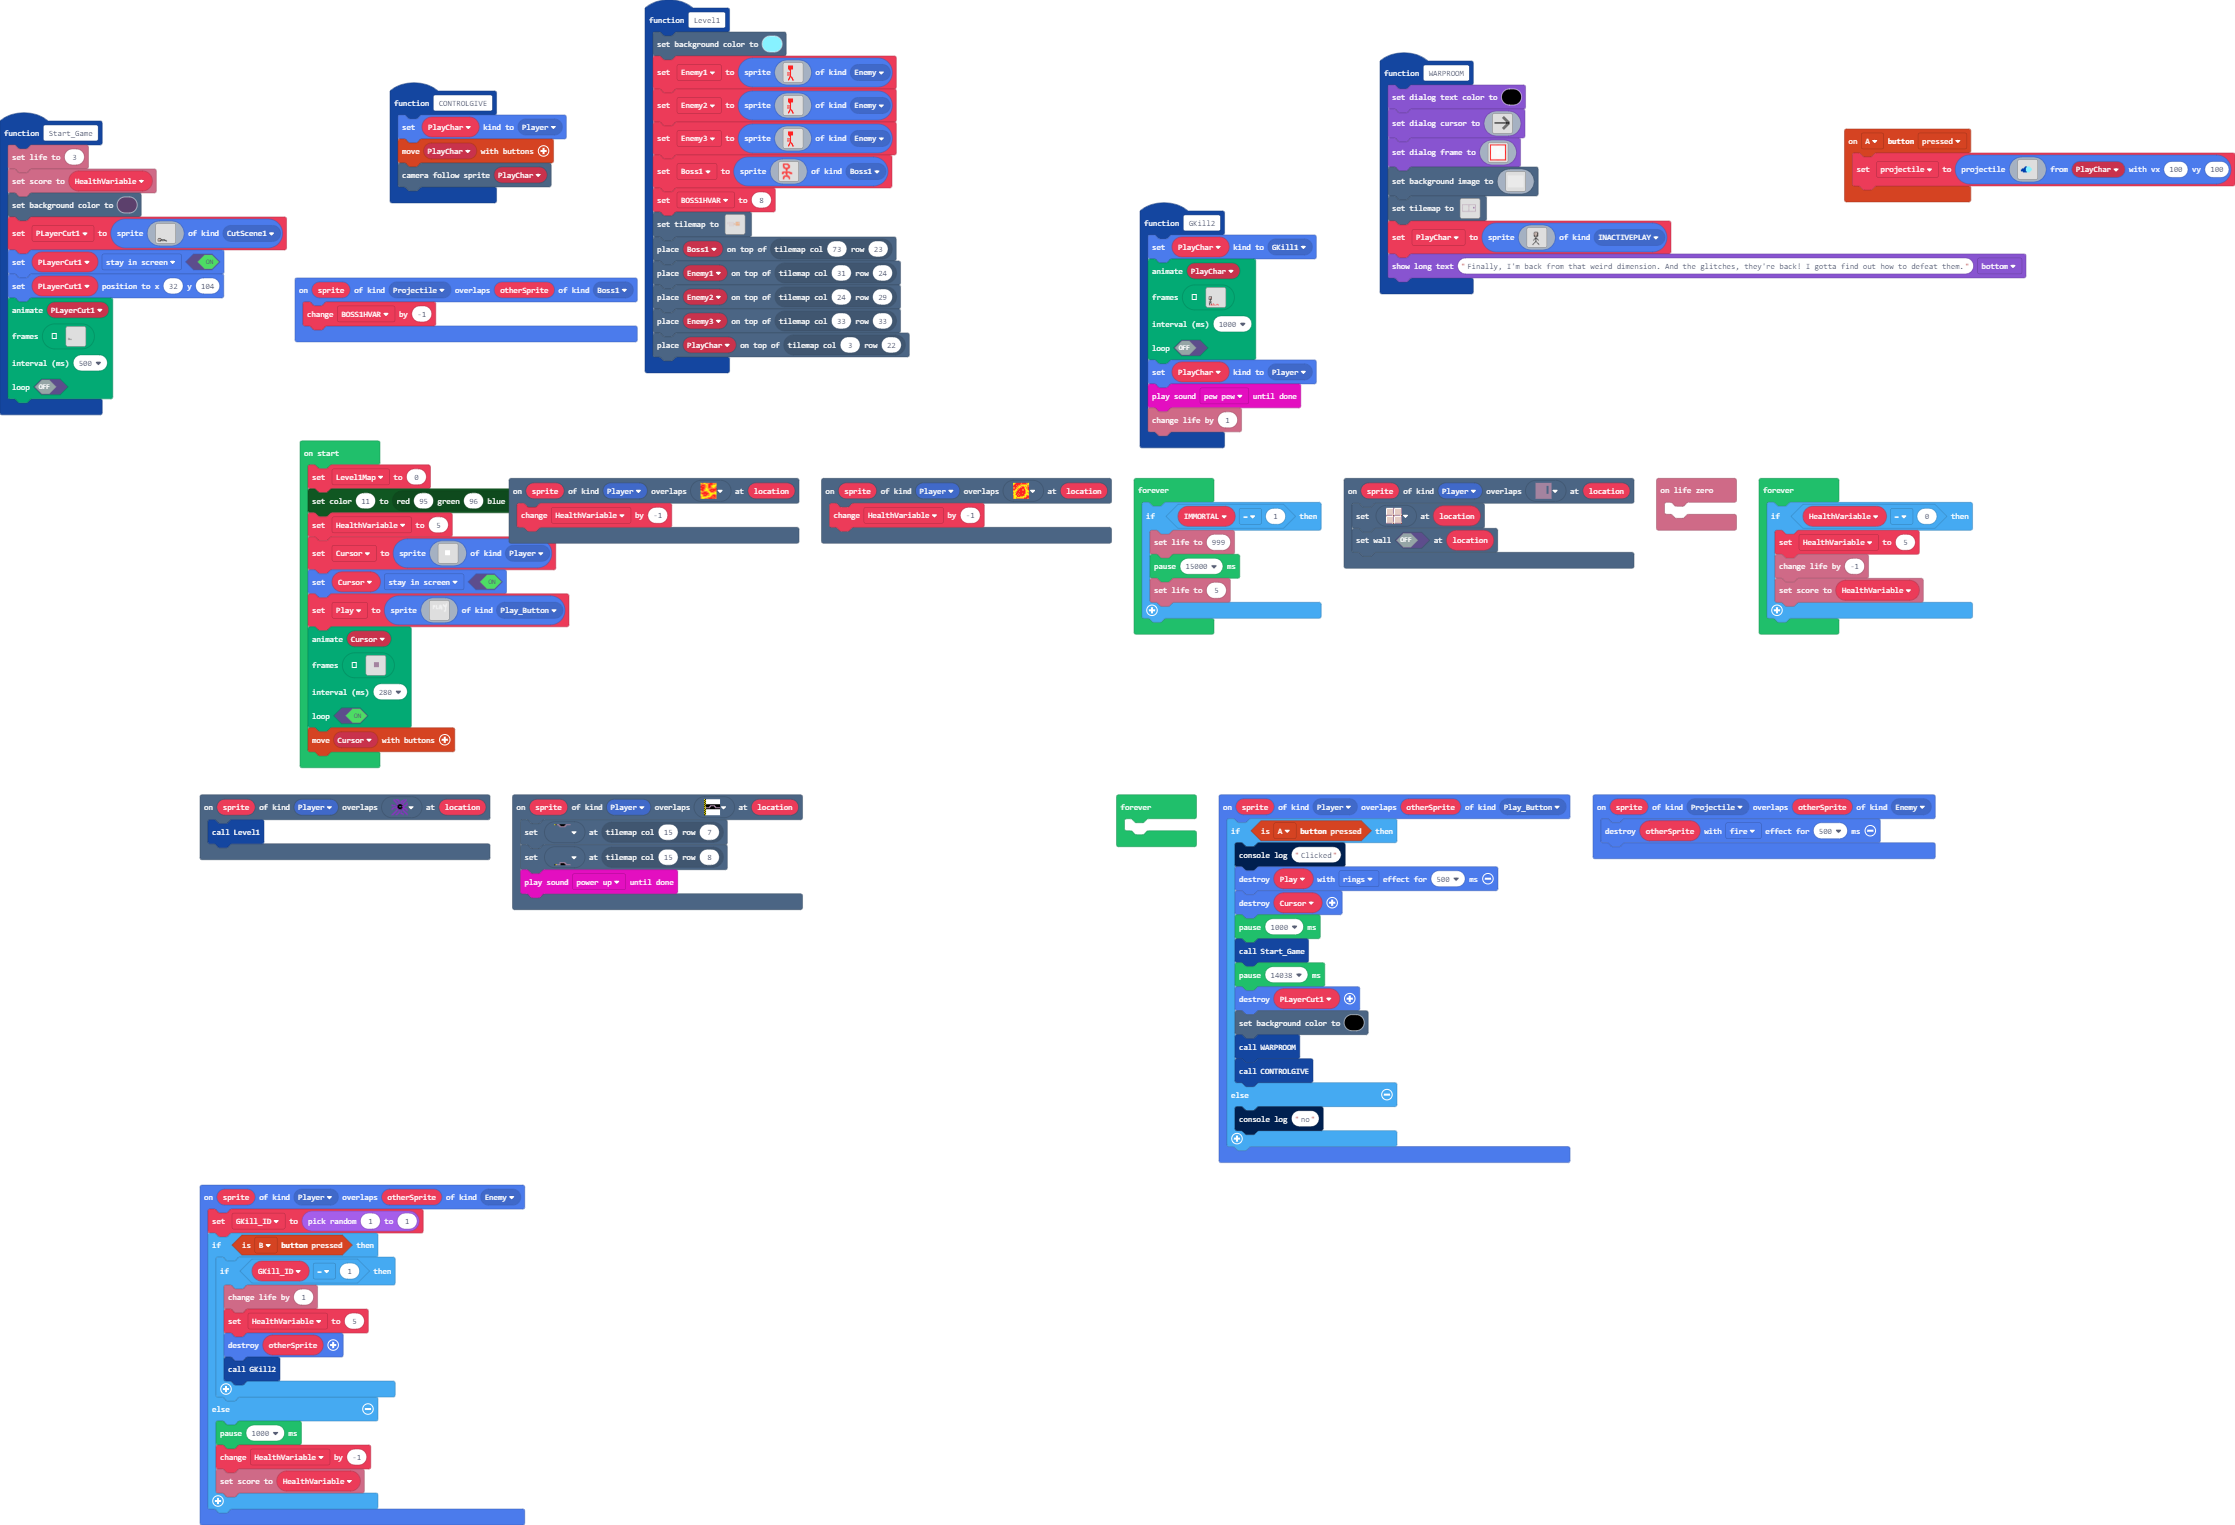 function Start_Game
set life to 3
set score to HealthVariable
set background color to
set PLayerCut1 to sprite of kind CutScene1
set PLayerCut1 stay in screen ON
set PLayerCut1 position to x 32 y 104
animate PLayerCut1
frames
interval (ms) 500
loop OFF
function CONTROLGIVE
set PlayChar kind to Player
move PlayChar with buttons
camera follow sprite PlayChar
on sprite of kind Projectile overlaps otherSprite of kind Boss1
change BOSS1HVAR by -1
function Level1
set background color to
set Enemy1 to sprite of kind Enemy
set Enemy2 to sprite of kind Enemy
set Enemy3 to sprite of kind Enemy
set Boss1 to sprite of kind Boss1
set BOSS1HVAR to 8
set tilemap to
place Boss1 on top of tilemap col 73 row 23
place Enemy1 on top of tilemap col 31 row 24
place Enemy2 on top of tilemap col 24 row 29
place Enemy3 on top of tilemap col 33 row 33
place PlayChar on top of tilemap col 3 row 22
function GKill2
set PlayChar kind to GKill1
animate PlayChar
frames
interval (ms) 1000
loop OFF
set PlayChar kind to Player
play sound pew pew until done
change life by 1
function WARPROOM
set dialog text color to
set dialog cursor to
set dialog frame to
set background image to
set tilemap to
set PlayChar to sprite of kind INACTIVEPLAY
show long text "Finally, I'm back from that weird dimension. And the glitches, they're back! I gotta find out how to defeat them." bottom
on A button pressed
set projectile to projectile from PlayChar with vx 100 vy 100
on start
set Level1Map to 0
set color 11 to red 95 green 96 blue
set HealthVariable to 5
set Cursor to sprite of kind Player
set Cursor stay in screen ON
set Play to sprite of kind Play_Button
animate Cursor
frames
interval (ms) 280
loop ON
move Cursor with buttons
on sprite of kind Player overlaps at location
change HealthVariable by -1
on sprite of kind Player overlaps at location
change HealthVariable by -1
forever
if IMMORTAL = 1 then
set life to 999
pause 15000 ms
set life to 5
on sprite of kind Player overlaps at location
set at location
set wall OFF at location
on life zero
forever
if HealthVariable = 0 then
set HealthVariable to 5
change life by -1
set score to HealthVariable
on sprite of kind Player overlaps at location
call Level1
on sprite of kind Player overlaps at location
set at tilemap col 15 row 7
set at tilemap col 15 row 8
play sound power up until done
forever
on sprite of kind Player overlaps otherSprite of kind Play_Button
if is A button pressed then
console log "Clicked"
destroy Play with rings effect for 500 ms
destroy Cursor
pause 1000 ms
call Start_Game
pause 14038 ms
destroy PLayerCut1
set background color to
call WARPROOM
call CONTROLGIVE
else
console log "no"
on sprite of kind Projectile overlaps otherSprite of kind Enemy
destroy otherSprite with fire effect for 500 ms
on sprite of kind Player overlaps otherSprite of kind Enemy
set GKill_ID to pick random 1 to 1
if is B button pressed then
if GKill_ID = 1 then
change life by 1
set HealthVariable to 5
destroy otherSprite
call GKill2
else
pause 1000 ms
change HealthVariable by -1
set score to HealthVariable